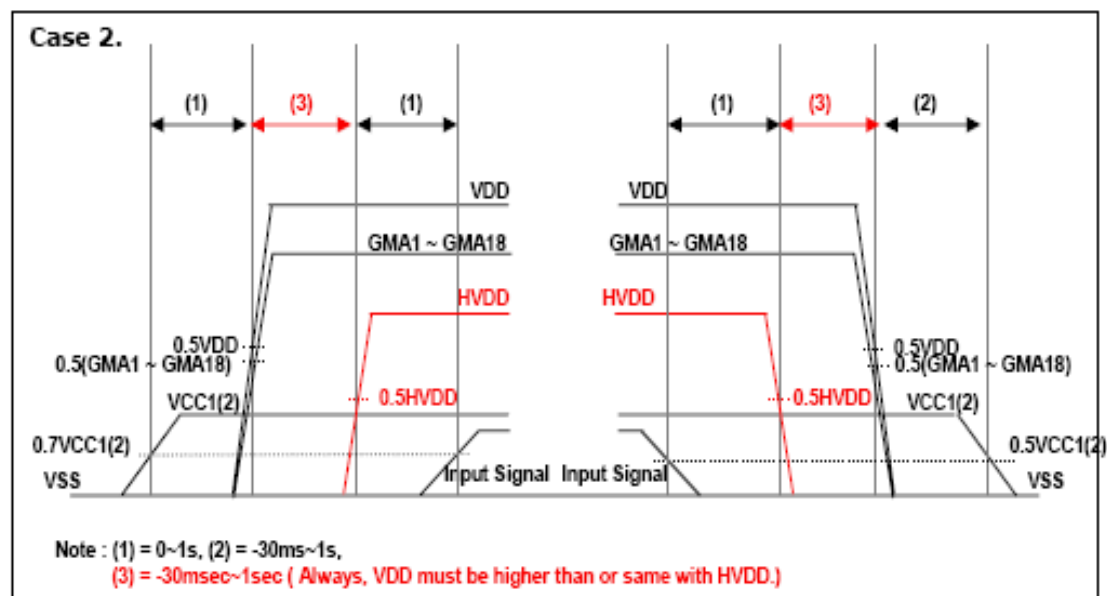 Case 2.
(1) (3) (1) (1) (3) (2)
VDD VDD
GMA1 ~ GMA18 GMA1 ~ GMA18
HVDD HVDD
0.5VDD 0.5VDD
0.5(GMA1 ~ GMA18) 0.5(GMA1 ~ GMA18)
0.5HVDD 0.5HVDD
VCC1(2) VCC1(2)
0.7VCC1(2) 0.5VCC1(2)
Input Signal Input Signal
VSS VSS
Note : (1) = 0~1s, (2) = -30ms~1s,
(3) = -30msec~1sec ( Always, VDD must be higher than or same with HVDD.)